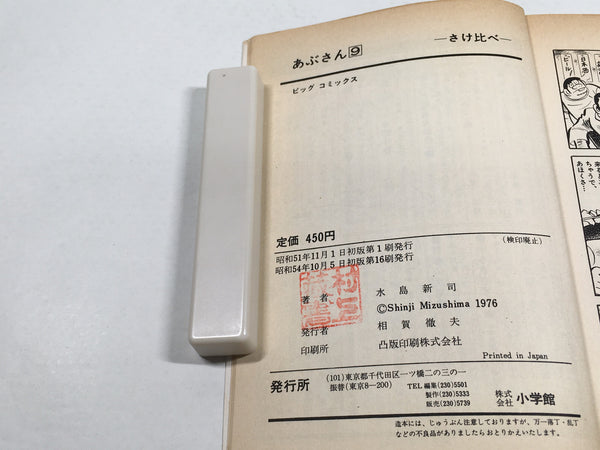 あぶさん9 ―さけ比べ―
ビッグ コミックス
定価 450円
昭和51年11月1日初版第1刷発行 (検印廃止)
昭和54年10月5日初版第16刷発行
著者 水島新司
©Shinji Mizushima 1976
発行者 相賀徹夫
印刷所 凸版印刷株式会社
Printed in Japan
発行所 (101)東京都千代田区一ツ橋二の三の一
振替(東京8-200) TEL編集(230)5501
製作(230)5333
販売(230)5739
株式会社 小学館
造本には、じゅうぶん注意しておりますが、万一落丁・乱丁
などの不良品がありましたらおとりかえいたします。
日本酒
ビール!